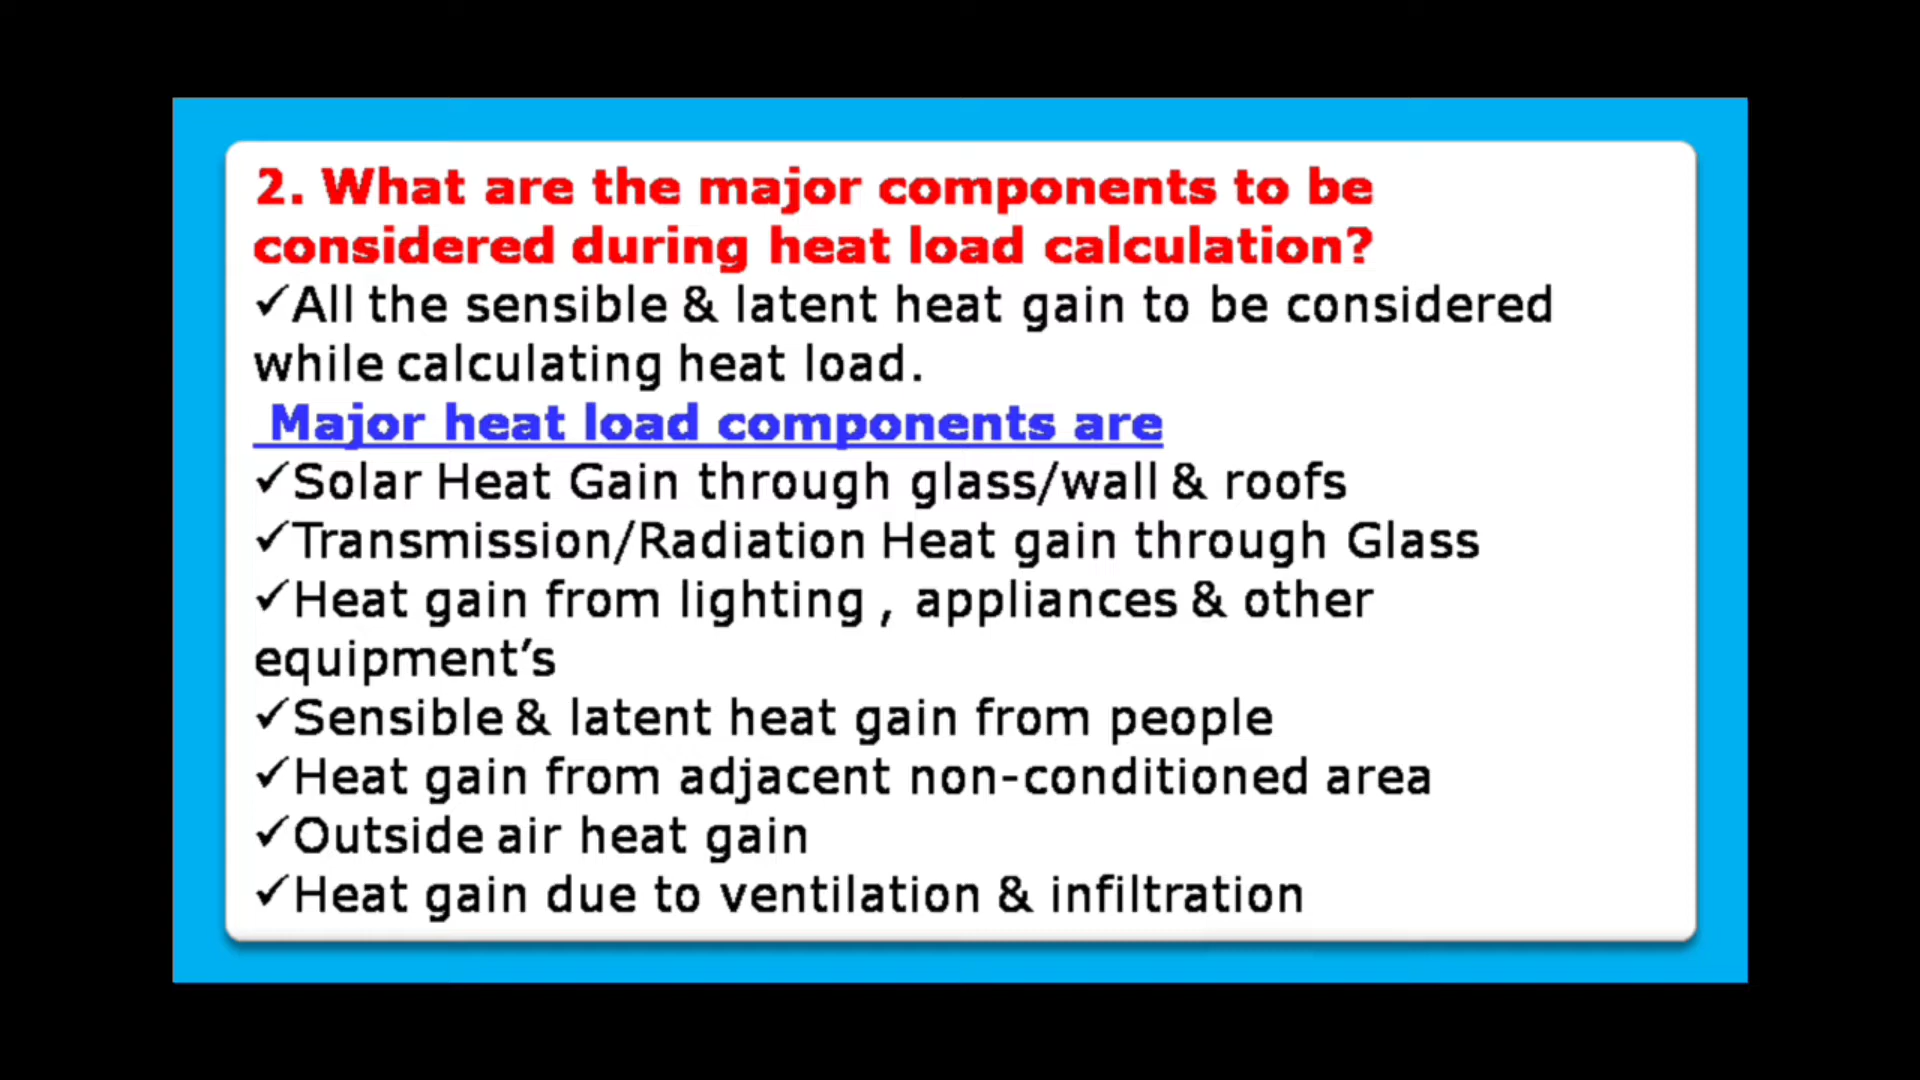 2. What are the major components to be
considered during heat load calculation?
✓All the sensible & latent heat gain to be considered
while calculating heat load.
Major heat load components are
✓Solar Heat Gain through glass/wall & roofs
✓Transmission/Radiation Heat gain through Glass
✓Heat gain from lighting , appliances & other
equipment’s
✓Sensible & latent heat gain from people
✓Heat gain from adjacent non-conditioned area
✓Outside air heat gain
✓Heat gain due to ventilation & infiltration